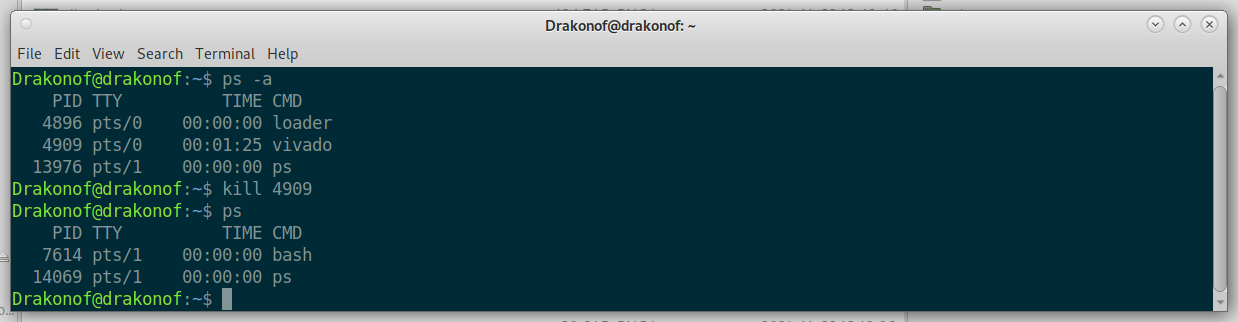 Drakonof@drakonof: ~
File Edit View Search Terminal Help
Drakonof@drakonof:~$ ps -a
PID TTY TIME CMD
4896 pts/0 00:00:00 loader
4909 pts/0 00:01:25 vivado
13976 pts/1 00:00:00 ps
Drakonof@drakonof:~$ kill 4909
Drakonof@drakonof:~$ ps
PID TTY TIME CMD
7614 pts/1 00:00:00 bash
14069 pts/1 00:00:00 ps
Drakonof@drakonof:~$